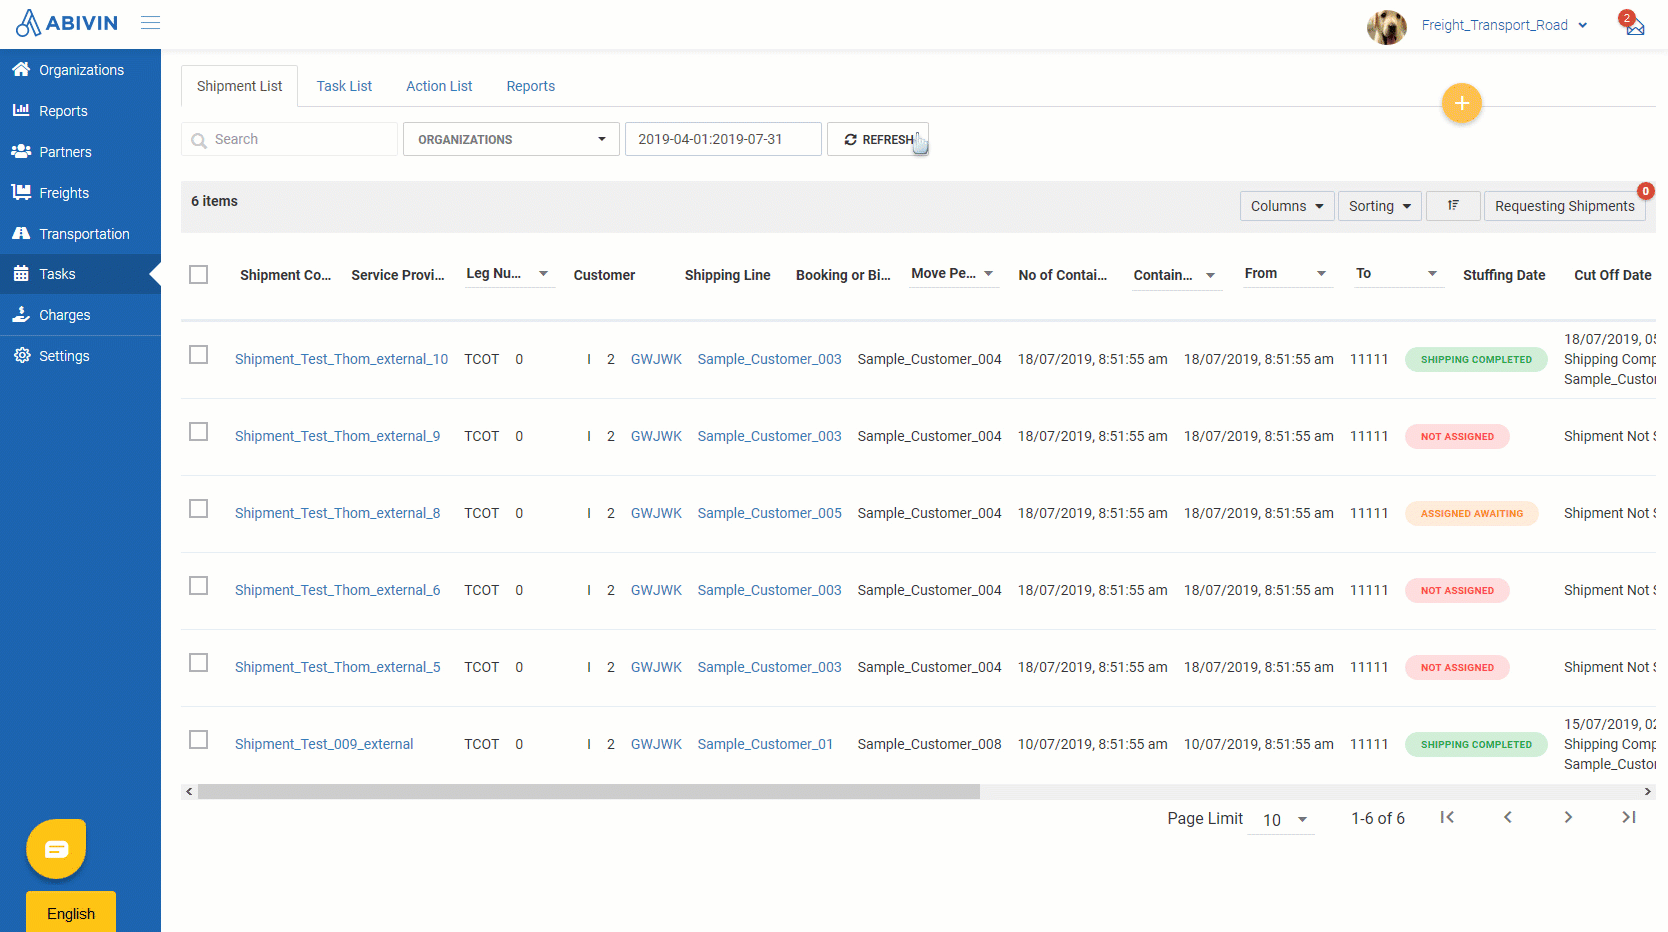 ABIVIN
Freight_Transport_Road
2
Organizations
Reports
Partners
Freights
Transportation
Tasks
Charges
Settings
English
Shipment List Task List Action List Reports
+
Search ORGANIZATIONS 2019-04-01:2019-07-31 REFRESH
6 items Columns Sorting Requesting Shipments 0
Shipment Co... Service Provi... Leg Nu... Customer Shipping Line Booking or Bi... Move Pe... No of Contai... Contain... From To Stuffing Date Cut Off Date
18/07/2019, 05
Shipment_Test_Thom_external_10 TCOT 0 I 2 GWJWK Sample_Customer_003 Sample_Customer_004 18/07/2019, 8:51:55 am 18/07/2019, 8:51:55 am 11111 SHIPPING COMPLETED Shipping Comp
Sample_Custo
Shipment_Test_Thom_external_9 TCOT 0 I 2 GWJWK Sample_Customer_003 Sample_Customer_004 18/07/2019, 8:51:55 am 18/07/2019, 8:51:55 am 11111 NOT ASSIGNED Shipment Not S
Shipment_Test_Thom_external_8 TCOT 0 I 2 GWJWK Sample_Customer_005 Sample_Customer_004 18/07/2019, 8:51:55 am 18/07/2019, 8:51:55 am 11111 ASSIGNED AWAITING Shipment Not S
Shipment_Test_Thom_external_6 TCOT 0 I 2 GWJWK Sample_Customer_003 Sample_Customer_004 18/07/2019, 8:51:55 am 18/07/2019, 8:51:55 am 11111 NOT ASSIGNED Shipment Not S
Shipment_Test_Thom_external_5 TCOT 0 I 2 GWJWK Sample_Customer_003 Sample_Customer_004 18/07/2019, 8:51:55 am 18/07/2019, 8:51:55 am 11111 NOT ASSIGNED Shipment Not S
15/07/2019, 02
Shipment_Test_009_external TCOT 0 I 2 GWJWK Sample_Customer_01 Sample_Customer_008 10/07/2019, 8:51:55 am 10/07/2019, 8:51:55 am 11111 SHIPPING COMPLETED Shipping Comp
Sample_Custo
Page Limit 10 1-6 of 6